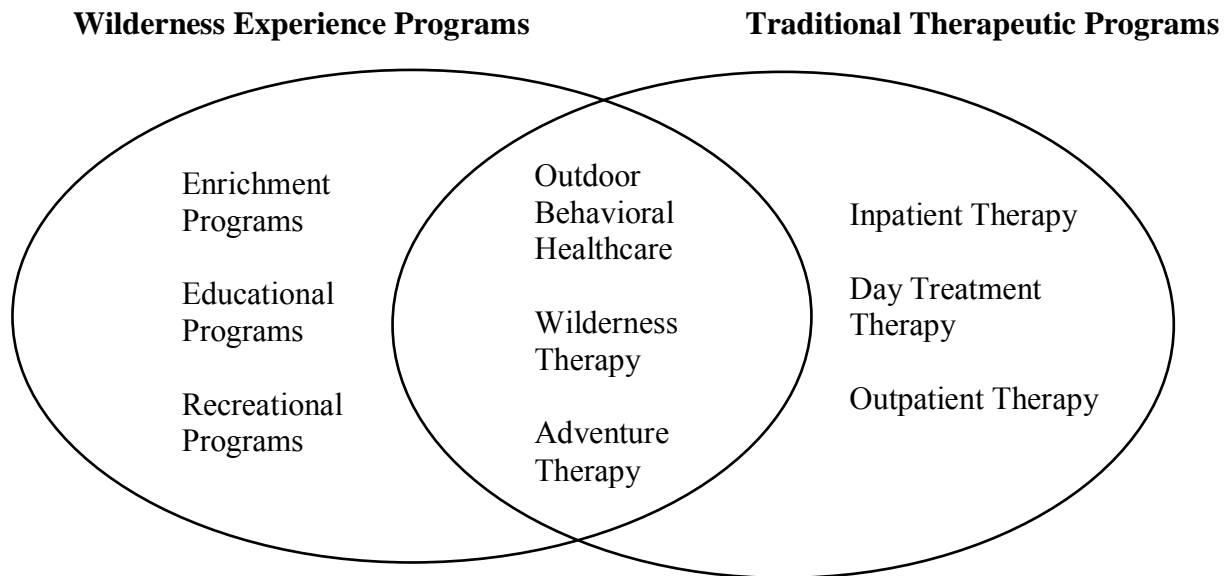 Wilderness Experience Programs
Traditional Therapeutic Programs
Enrichment
Programs
Educational
Programs
Recreational
Programs
Outdoor
Behavioral
Healthcare
Wilderness
Therapy
Adventure
Therapy
Inpatient Therapy
Day Treatment
Therapy
Outpatient Therapy